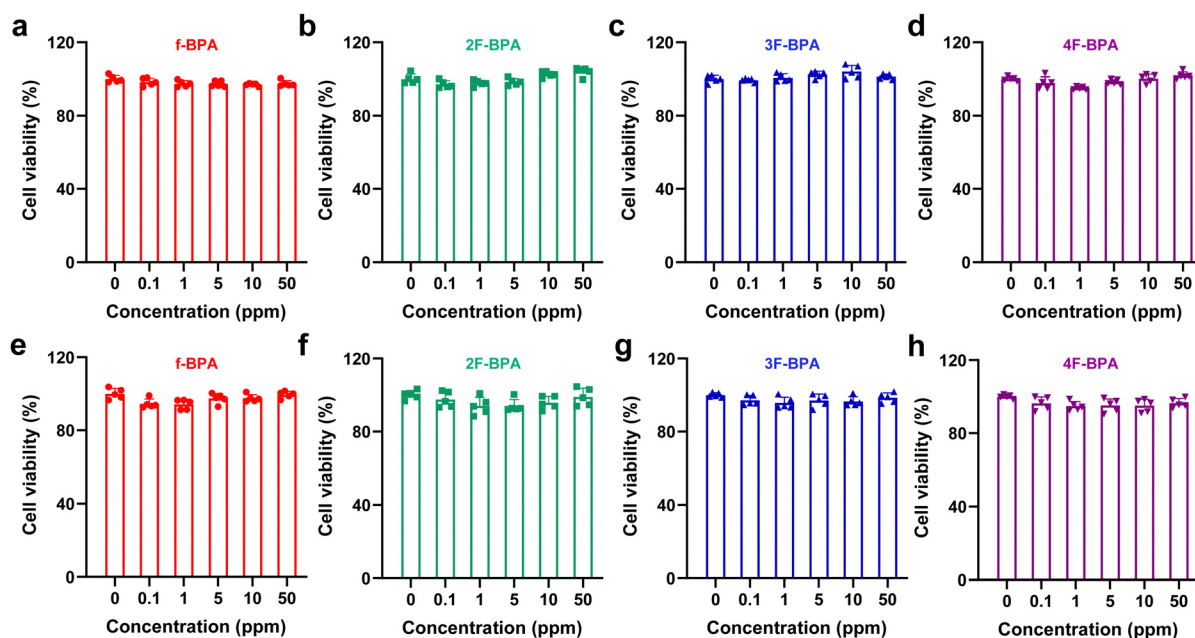 a
f-BPA
Cell viability (%)
120
80
40
0
0 0.1 1 5 10 50
Concentration (ppm)
b
2F-BPA
Cell viability (%)
120
80
40
0
0 0.1 1 5 10 50
Concentration (ppm)
c
3F-BPA
Cell viability (%)
120
80
40
0
0 0.1 1 5 10 50
Concentration (ppm)
d
4F-BPA
Cell viability (%)
120
80
40
0
0 0.1 1 5 10 50
Concentration (ppm)
e
f-BPA
Cell viability (%)
120
80
40
0
0 0.1 1 5 10 50
Concentration (ppm)
f
2F-BPA
Cell viability (%)
120
80
40
0
0 0.1 1 5 10 50
Concentration (ppm)
g
3F-BPA
Cell viability (%)
120
80
40
0
0 0.1 1 5 10 50
Concentration (ppm)
h
4F-BPA
Cell viability (%)
120
80
40
0
0 0.1 1 5 10 50
Concentration (ppm)